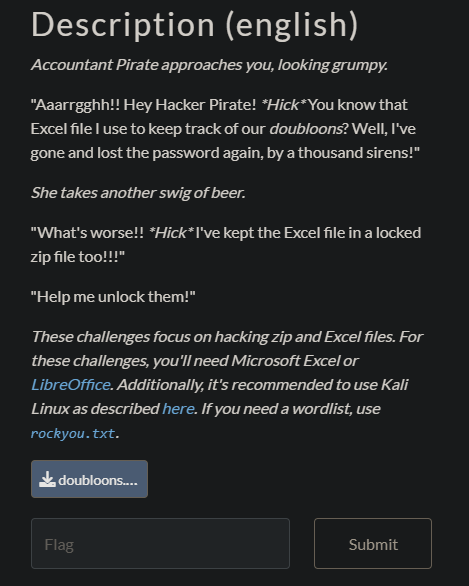 Description (english)
Accountant Pirate approaches you, looking grumpy.
"Aaarrgghh!! Hey Hacker Pirate! *Hick* You know that
Excel file I use to keep track of our doubloons? Well, I've
gone and lost the password again, by a thousand sirens!"
She takes another swig of beer.
"What's worse!! *Hick* I've kept the Excel file in a locked
zip file too!!!"
"Help me unlock them!"
These challenges focus on hacking zip and Excel files. For
these challenges, you'll need Microsoft Excel or
LibreOffice. Additionally, it's recommended to use Kali
Linux as described here. If you need a wordlist, use
rockyou.txt.
doubloons....
Flag
Submit